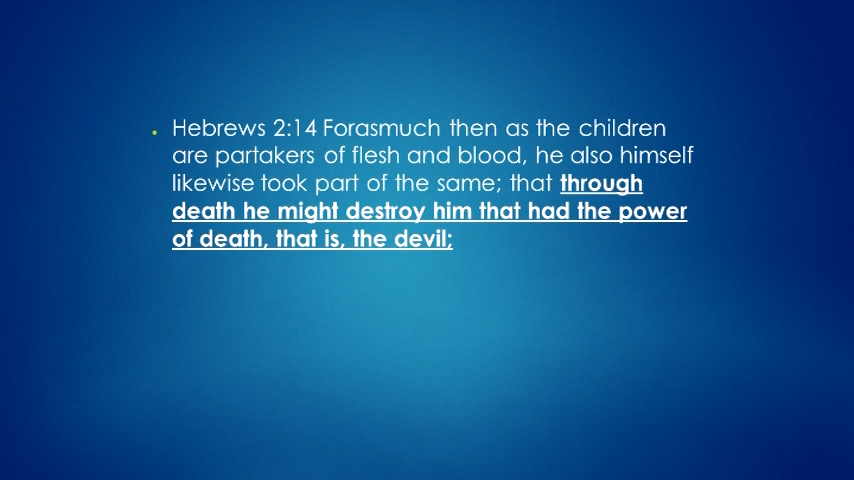 Hebrews 2:14 Forasmuch then as the children
are partakers of flesh and blood, he also himself
likewise took part of the same; that through
death he might destroy him that had the power
of death, that is, the devil;